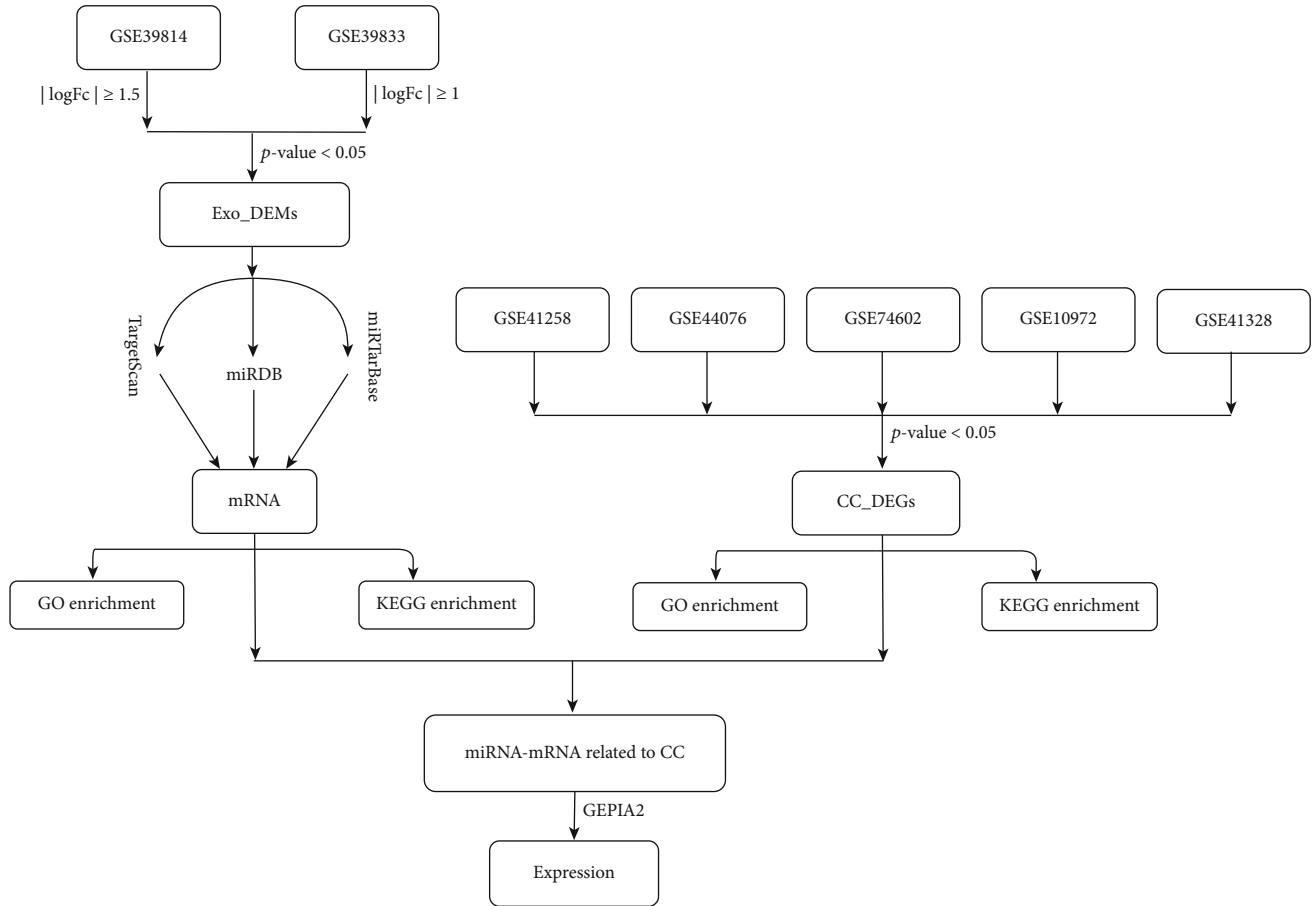 GSE39814
GSE39833
| logFc | ≥ 1.5
| logFc | ≥ 1
p-value < 0.05
Exo_DEMs
TargetScan
miRDB
miRTarBase
GSE41258
GSE44076
GSE74602
GSE10972
GSE41328
p-value < 0.05
mRNA
CC_DEGs
GO enrichment
KEGG enrichment
GO enrichment
KEGG enrichment
miRNA-mRNA related to CC
GEPIA2
Expression